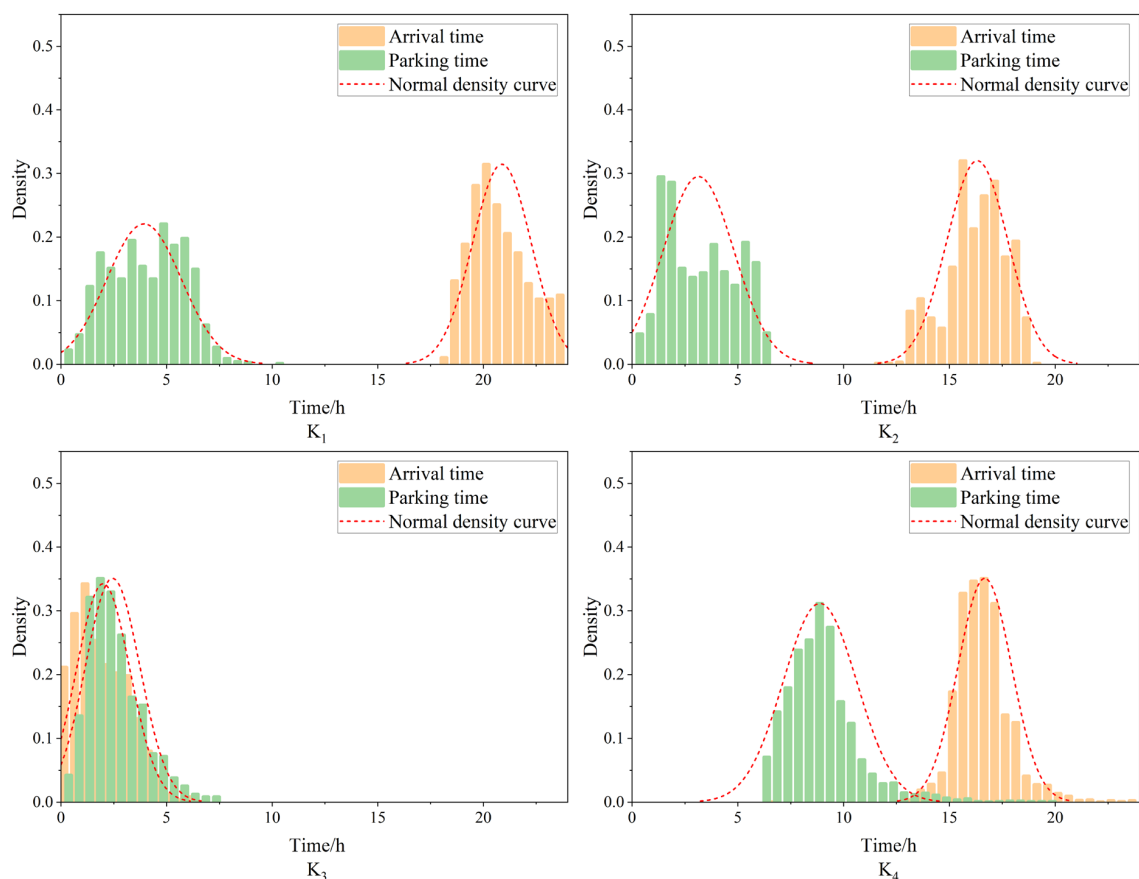 0.5
0.4
0.3
0.2
0.1
0.0
Density
Arrival time
Parking time
Normal density curve
0 5 10 15 20
Time/h
K₁
0.5
0.4
0.3
0.2
0.1
0.0
Density
Arrival time
Parking time
Normal density curve
0 5 10 15 20
Time/h
K₂
0.5
0.4
0.3
0.2
0.1
0.0
Density
Arrival time
Parking time
Normal density curve
0 5 10 15 20
Time/h
K₃
0.5
0.4
0.3
0.2
0.1
0.0
Density
Arrival time
Parking time
Normal density curve
0 5 10 15 20
Time/h
K₄